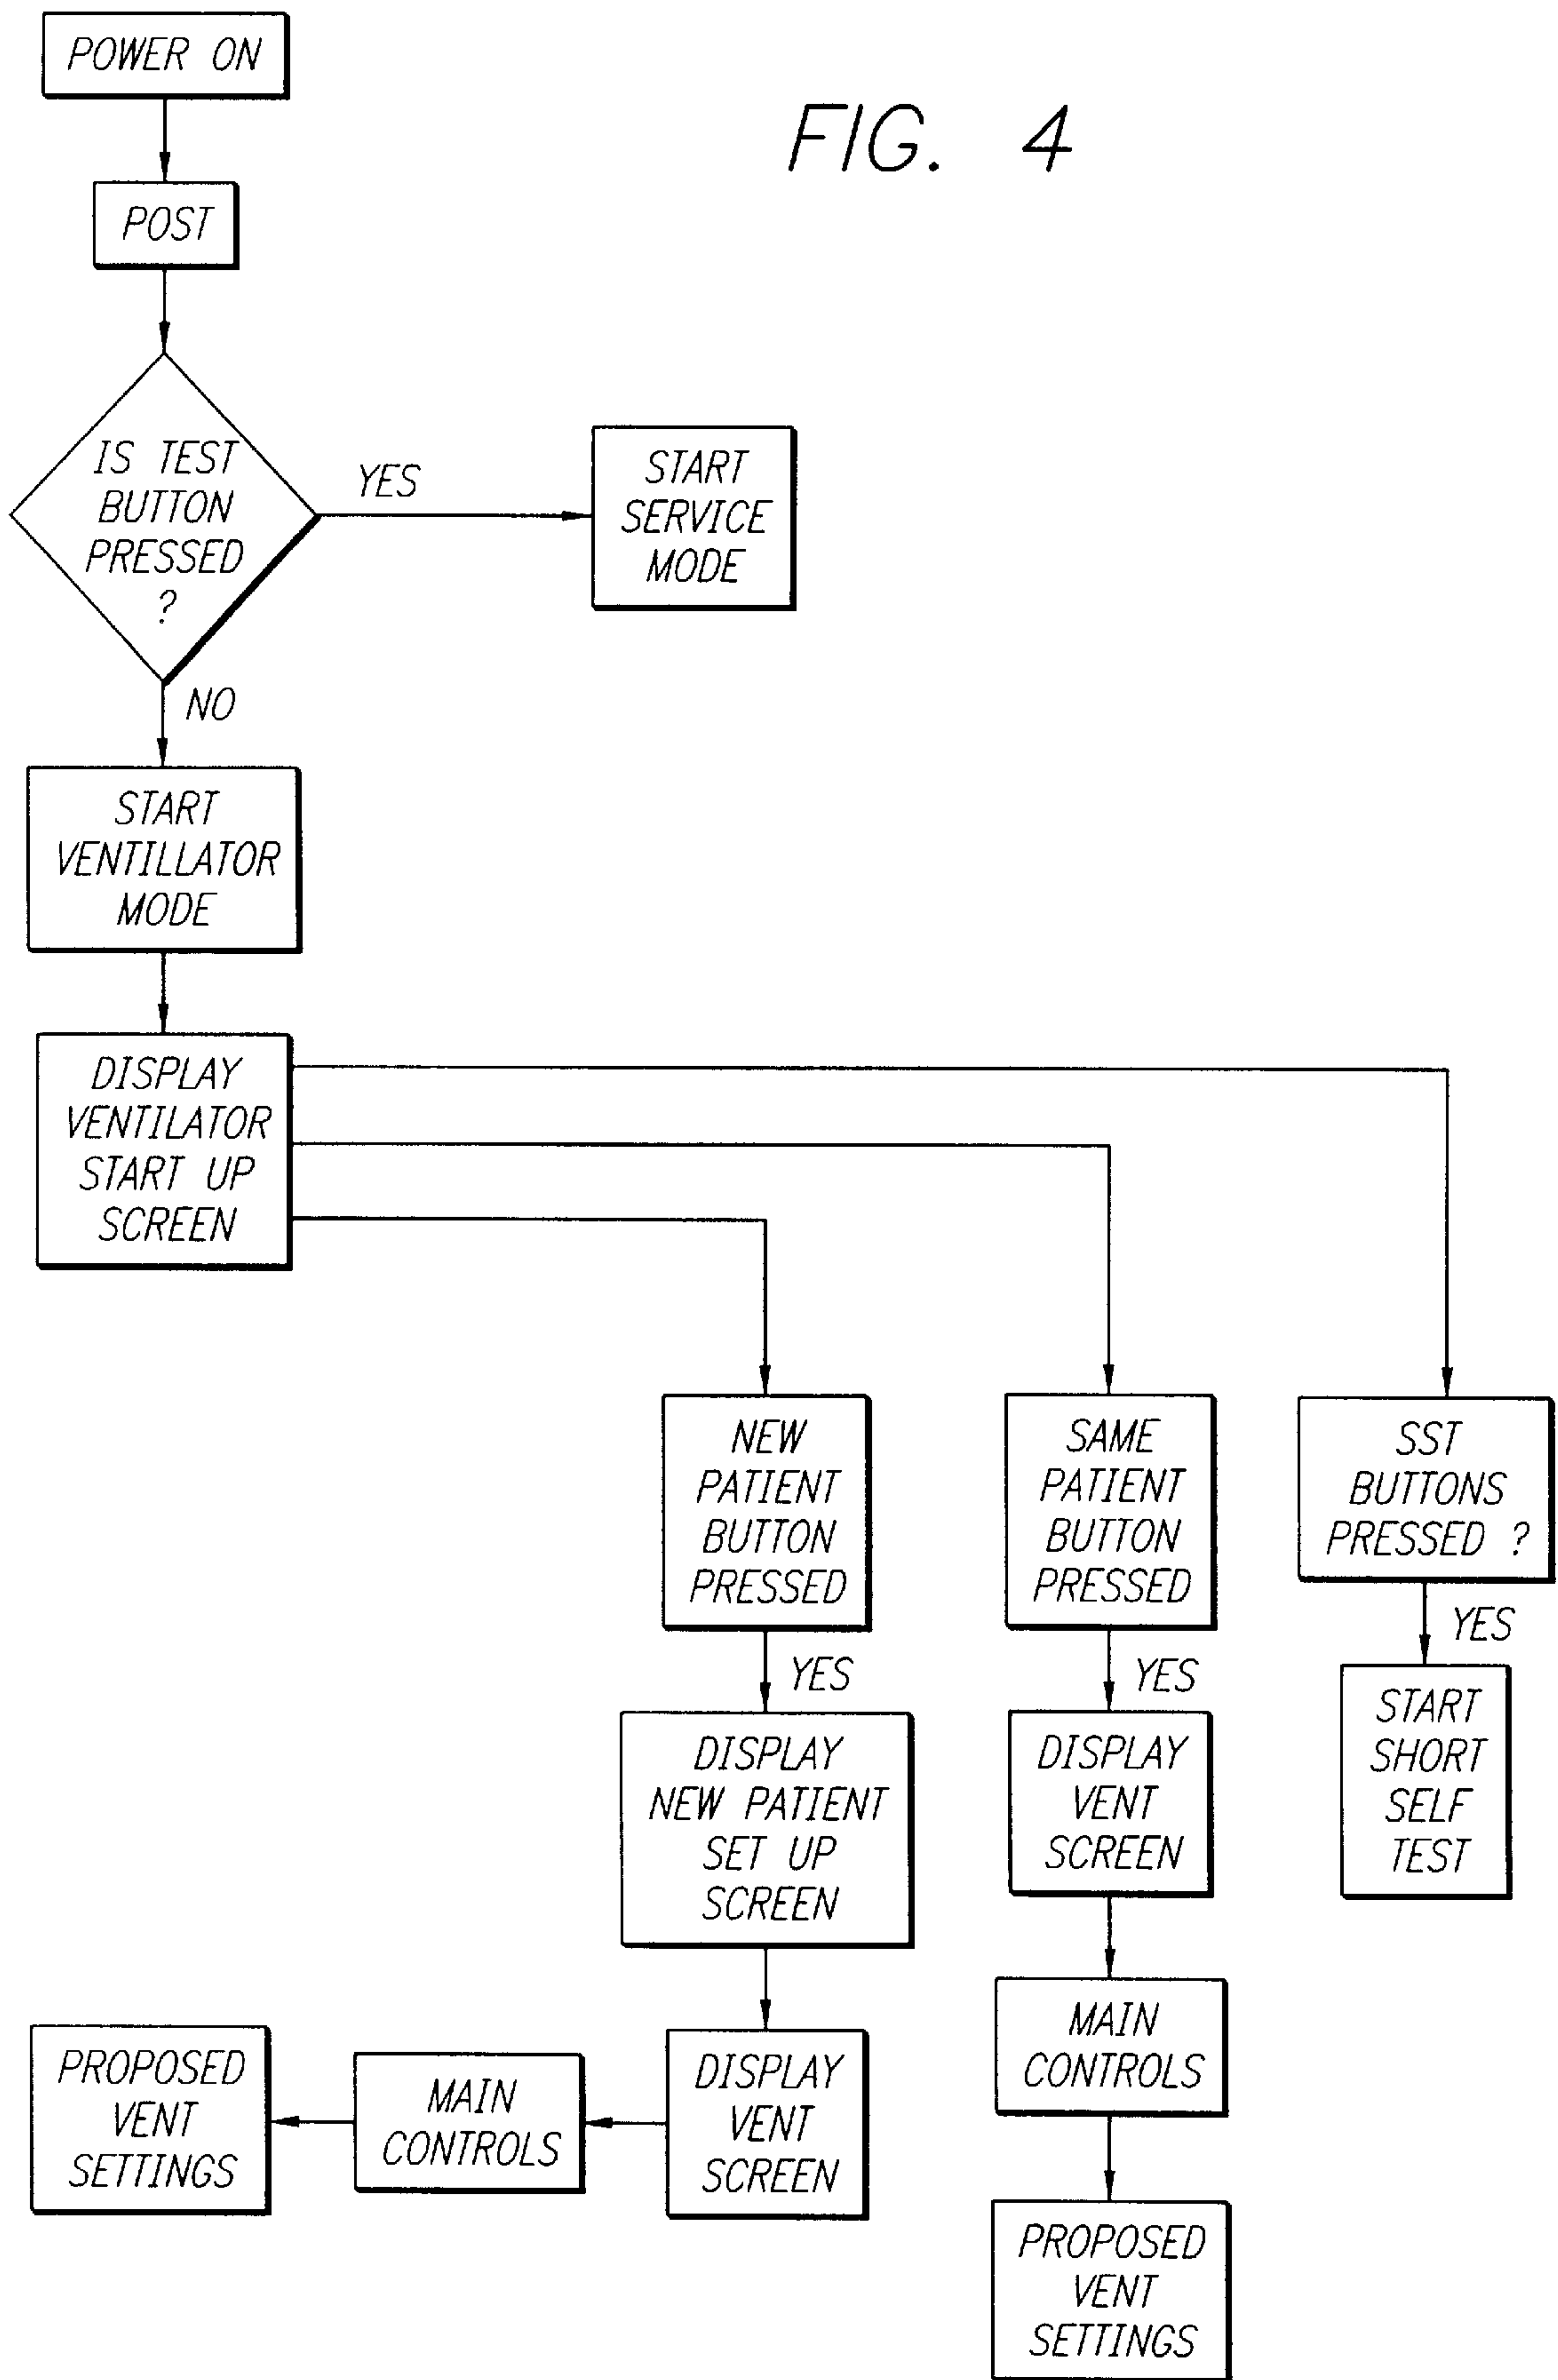 POWER ON
FIG. 4
POST
IS TEST
BUTTON
PRESSED
?
YES
START
SERVICE
MODE
NO
START
VENTILLATOR
MODE
DISPLAY
VENTILATOR
START UP
SCREEN
NEW
PATIENT
BUTTON
PRESSED
YES
DISPLAY
NEW PATIENT
SET UP
SCREEN
DISPLAY
VENT
SCREEN
MAIN
CONTROLS
PROPOSED
VENT
SETTINGS
SAME
PATIENT
BUTTON
PRESSED
YES
DISPLAY
VENT
SCREEN
MAIN
CONTROLS
PROPOSED
VENT
SETTINGS
SST
BUTTONS
PRESSED ?
YES
START
SHORT
SELF
TEST